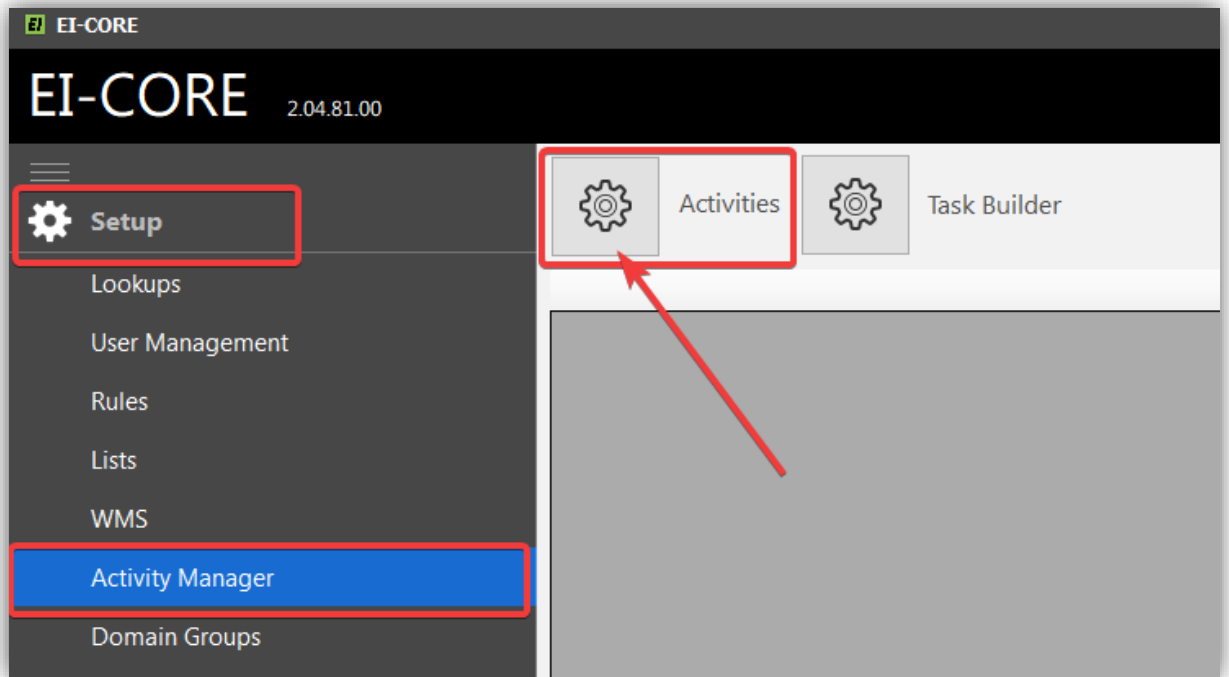 EI EI-CORE
EI-CORE 2.04.81.00
Setup
Lookups
User Management
Rules
Lists
WMS
Activity Manager
Domain Groups
Activities
Task Builder